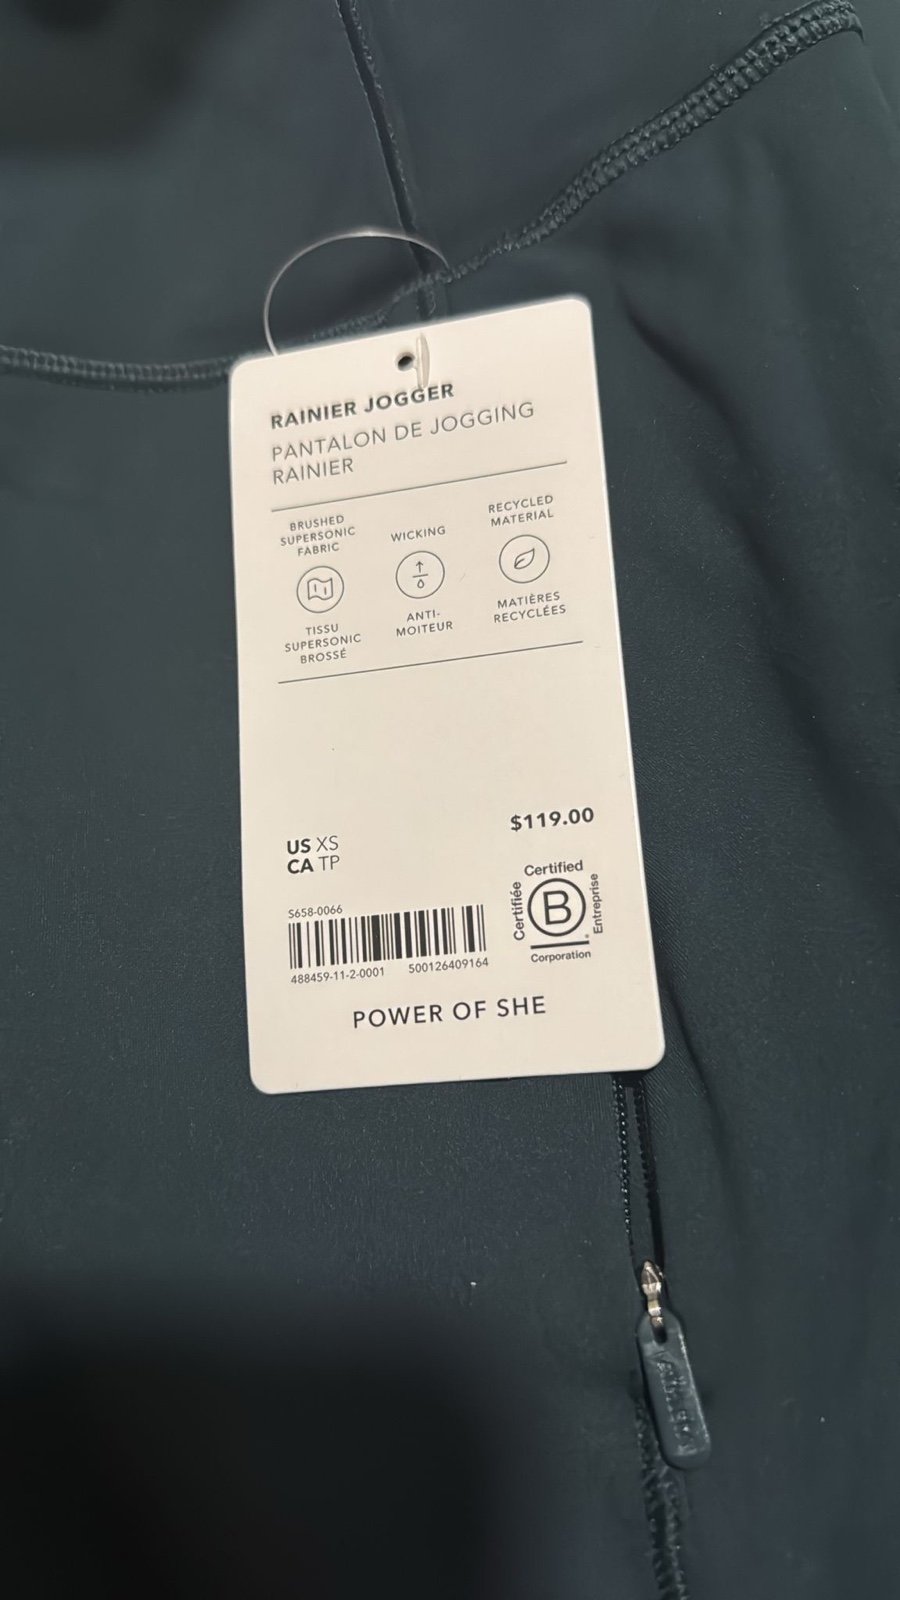 RAINIER JOGGER
PANTALON DE JOGGING
RAINIER
BRUSHED
SUPERSONIC
FABRIC
TISSU
SUPERSONIC
BROSSÉ
WICKING
ANTI-
MOITEUR
RECYCLED
MATERIAL
MATIÈRES
RECYCLÉES
US XS
CA TP
$119.00
S658-0066
488459-11-2-0001 500126409164
Certified
Certifiée
B
Entreprise
Corporation
POWER OF SHE